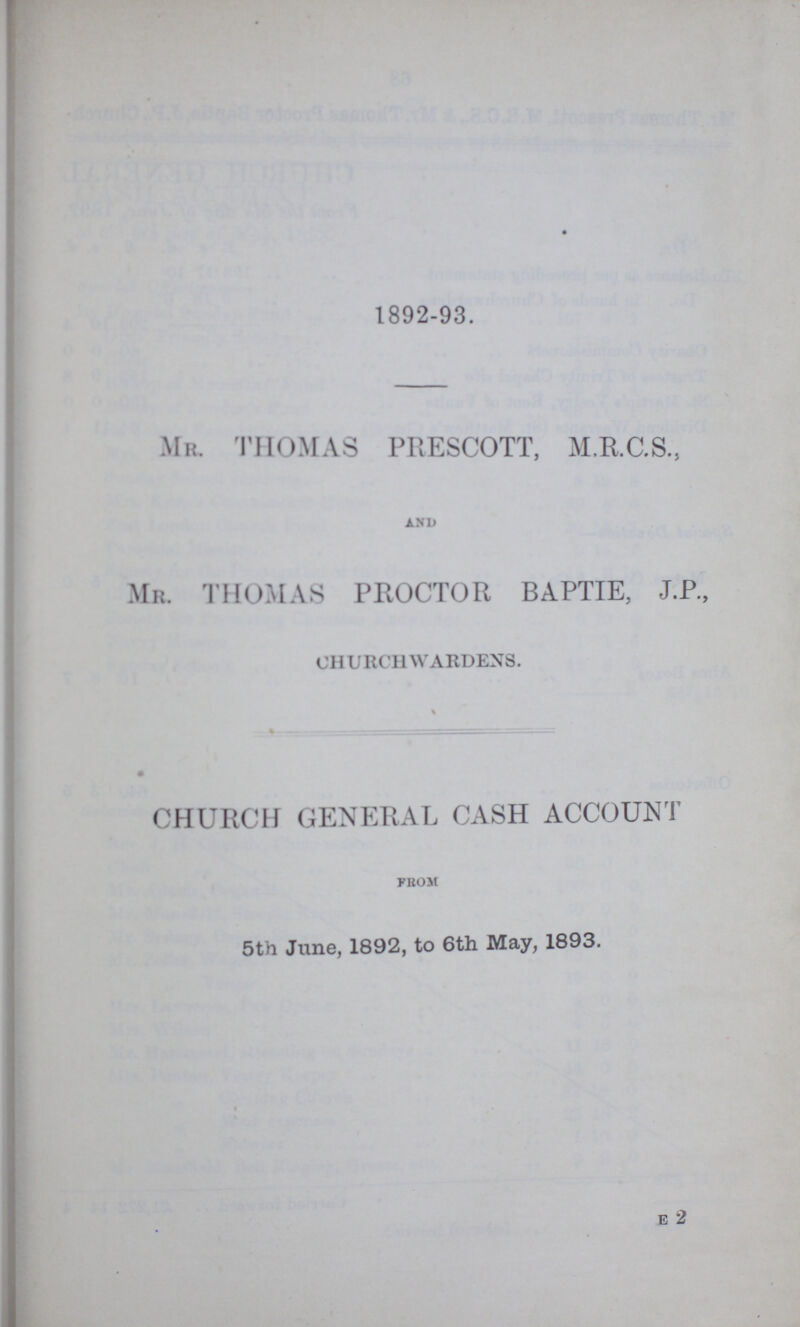 1892-93.
MR. THOMAS PRESCOTT, M.R.C.S.,
AND
MR. THOMAS PROCTOR BAPTIE, J.P.,
CHURCHWARDENS.
CHURCH GENERAL CASH ACCOUNT
FROM
5th June, 1892, to 6th May, 1893.
E 2